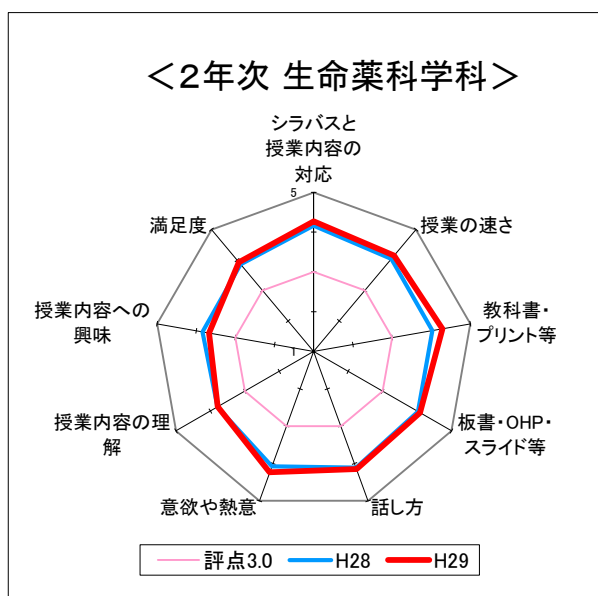 ＜2年次 生命薬科学科＞
シラバスと
授業内容の
対応
5
満足度
授業の速さ
授業内容への
興味
教科書・
プリント等
1
授業内容の理
解
板書・OHP・
スライド等
意欲や熱意
話し方
評点3.0
H28
H29